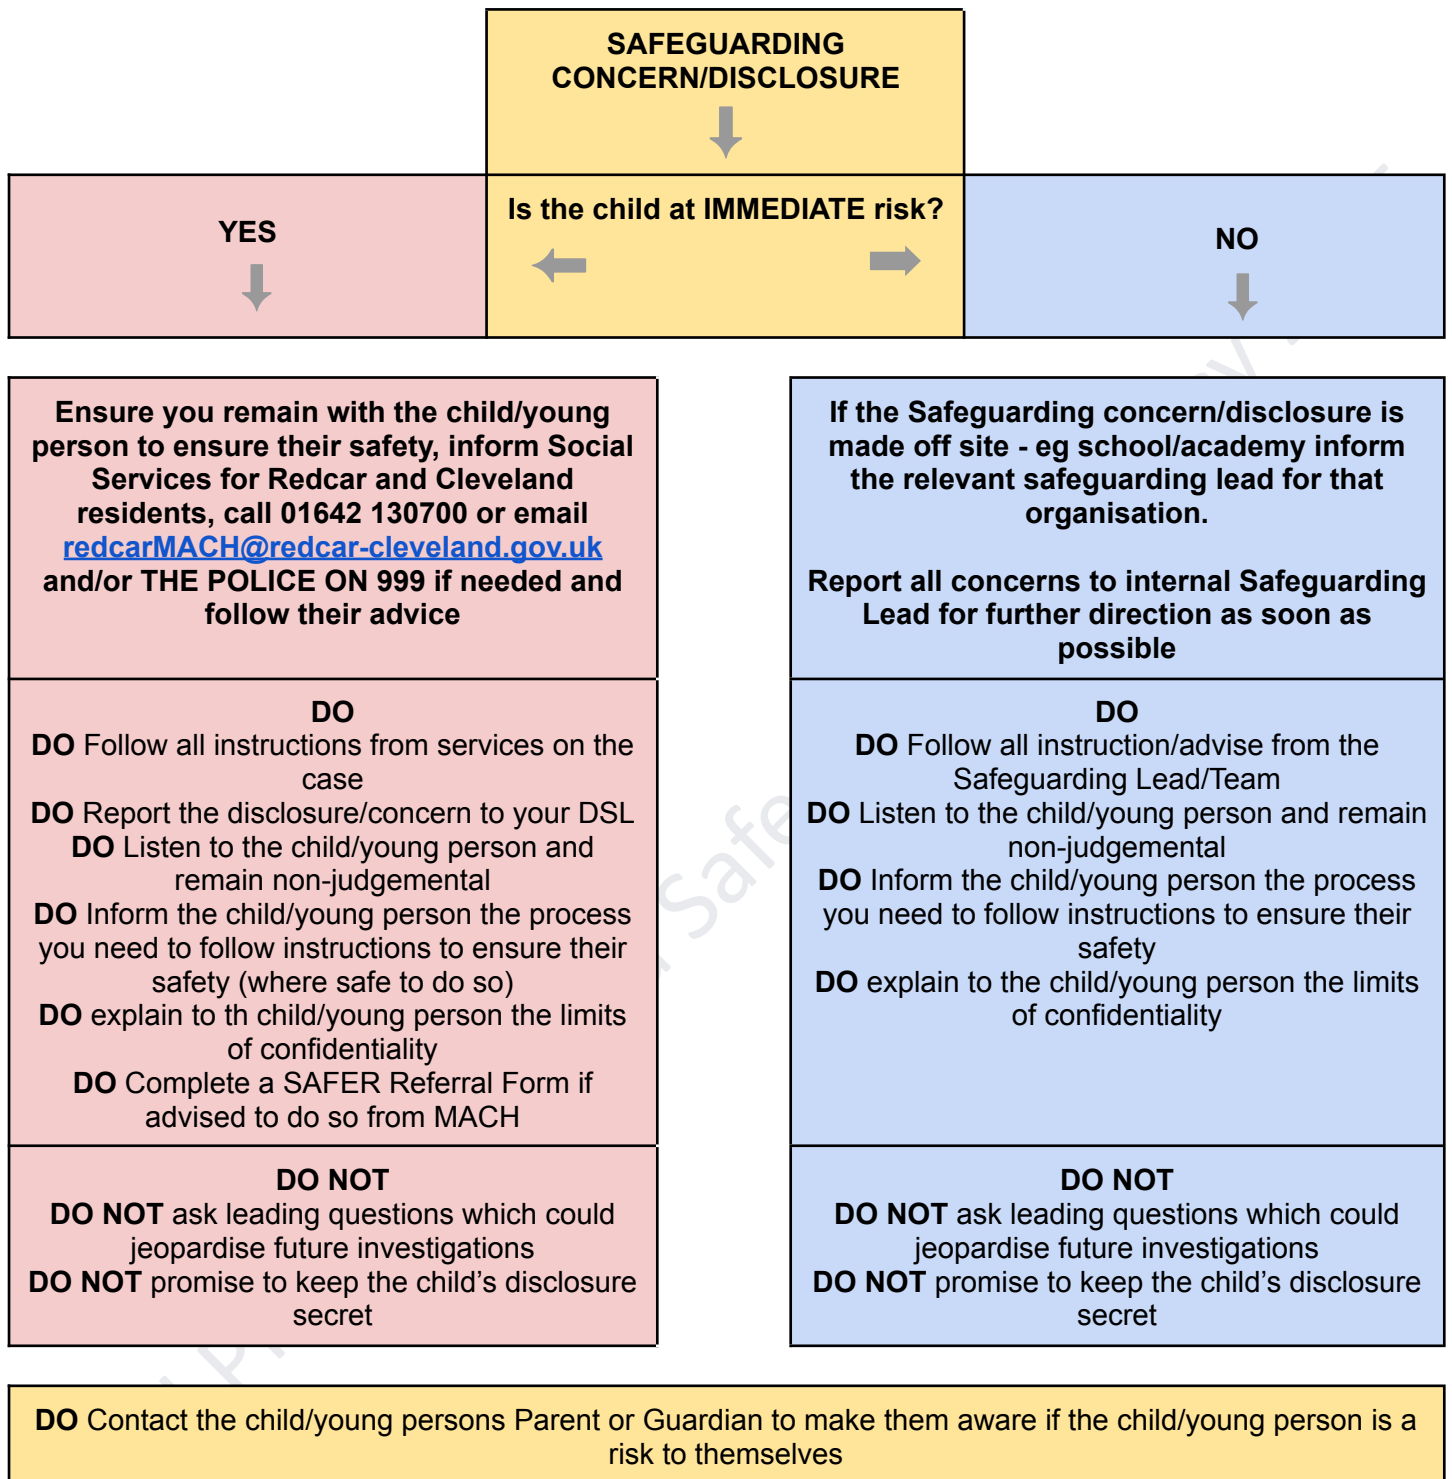 SAFEGUARDING
CONCERN/DISCLOSURE
Is the child at IMMEDIATE risk?
YES
NO
Ensure you remain with the child/young
person to ensure their safety, inform Social
Services for Redcar and Cleveland
residents, call 01642 130700 or email
redcarMACH@redcar-cleveland.gov.uk
and/or THE POLICE ON 999 if needed and
follow their advice
If the Safeguarding concern/disclosure is
made off site - eg school/academy inform
the relevant safeguarding lead for that
organisation.
Report all concerns to internal Safeguarding
Lead for further direction as soon as
possible
DO
DO Follow all instructions from services on the
case
DO Report the disclosure/concern to your DSL
DO Listen to the child/young person and
remain non-judgemental
DO Inform the child/young person the process
you need to follow instructions to ensure their
safety (where safe to do so)
DO explain to th child/young person the limits
of confidentiality
DO Complete a SAFER Referral Form if
advised to do so from MACH
DO
DO Follow all instruction/advise from the
Safeguarding Lead/Team
DO Listen to the child/young person and remain
non-judgemental
DO Inform the child/young person the process
you need to follow instructions to ensure their
safety
DO explain to the child/young person the limits
of confidentiality
DO NOT
DO NOT ask leading questions which could
jeopardise future investigations
DO NOT promise to keep the child’s disclosure
secret
DO NOT
DO NOT ask leading questions which could
jeopardise future investigations
DO NOT promise to keep the child’s disclosure
secret
DO Contact the child/young persons Parent or Guardian to make them aware if the child/young person is a
risk to themselves